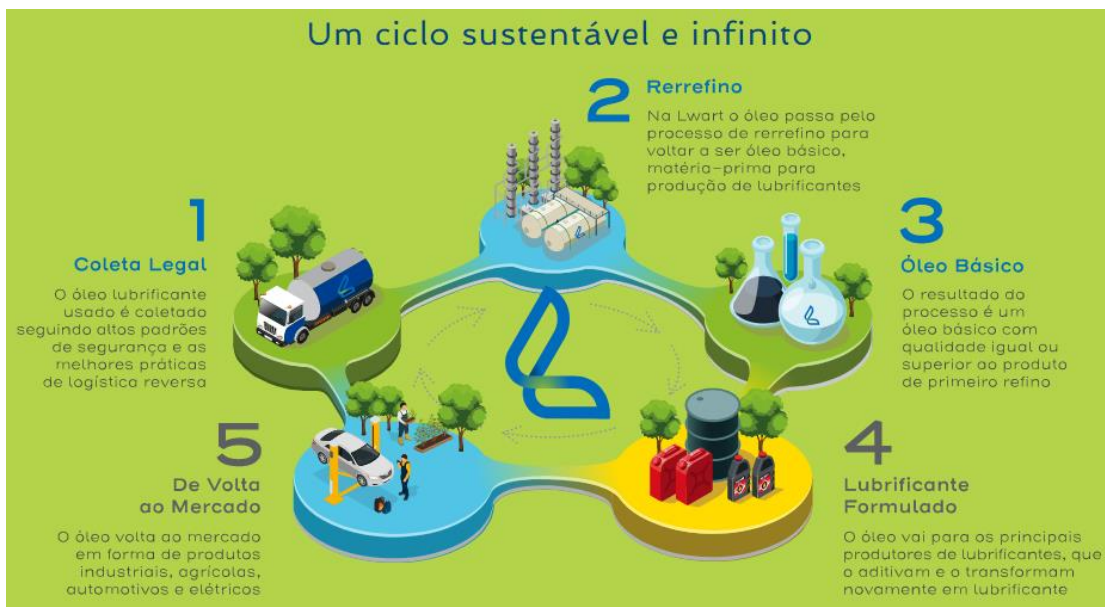 Um ciclo sustentável e infinito
1
Coleta Legal
O óleo lubrificante
usado é coletado
seguindo altos padrões
de segurança e as
melhores práticas
de logística reversa
2
Rerrefino
Na Lwart o óleo passa pelo
processo de rerrefino para
voltar a ser óleo básico,
matéria-prima para
produção de lubrificantes
3
Óleo Básico
O resultado do
processo é um
óleo básico com
qualidade igual ou
superior ao produto
de primeiro refino
4
Lubrificante
Formulado
O óleo vai para os principais
produtores de lubrificantes, que
o aditivam e o transformam
novamente em lubrificante
5
De Volta
ao Mercado
O óleo volta ao mercado
em forma de produtos
industriais, agrícolas,
automotivos e elétricos